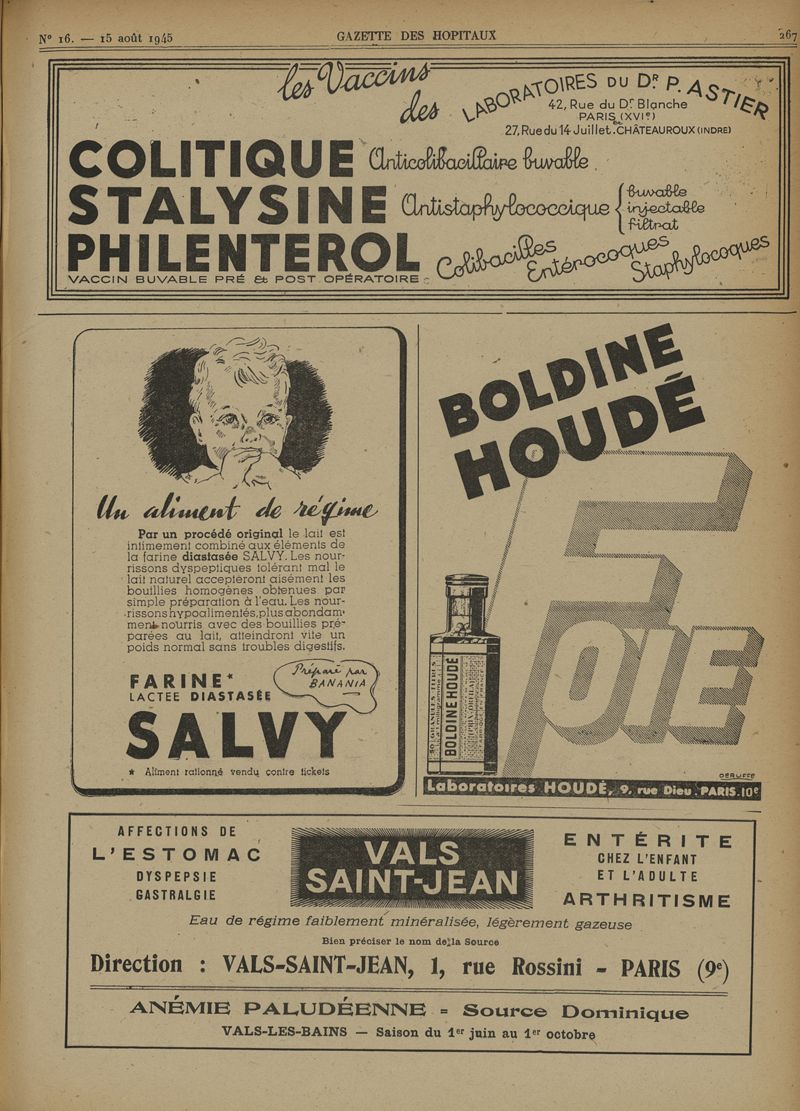 N° 16. — 15 août 1945 GAZETTE DES HOPITAUX 267
les Vaccins
des LABORATOIRES DU Dr P. ASTIER
42, Rue du Dr Blanche
PARIS (XVIe)
27, Rue du 14 Juillet. CHÂTEAUROUX (INDRE)
COLITIQUE Anticolibacillaire buvable
STALYSINE Antistaphylococcique { buvable
injectable
filtrat
PHILENTEROL Colibacilles
Entérocoques
Staphylocoques
VACCIN BUVABLE PRÉ & POST OPÉRATOIRE
Un aliment de régime
Par un procédé original le lait est
intimement combiné aux éléments de
la farine diastasée SALVY. Les nour-
rissons dyspeptiques tolérant mal le
lait naturel accepteront aisément les
bouillies homogènes obtenues par
simple préparation à l'eau. Les nour-
rissons hypoalimentés, plus abondam
ment nourris avec des bouillies pré-
parées au lait, atteindront vite un
poids normal sans troubles digestifs.
FARINE*
LACTEE DIASTASÉE
Préparé par
BANANIA
SALVY
* Aliment rationné vendu contre tickets
BOLDINE
HOUDÉ
FOIE
BOLDINE HOUDÉ
DERUFFE
Laboratoires HOUDÉ, 9, rue Dieu. PARIS. 10e
AFFECTIONS DE
L'ESTOMAC
DYSPEPSIE
GASTRALGIE
VALS
SAINT-JEAN
ENTÉRITE
CHEZ L'ENFANT
ET L'ADULTE
ARTHRITISME
Eau de régime faiblement minéralisée, légèrement gazeuse
Bien préciser le nom de la Source
Direction : VALS-SAINT-JEAN, 1, rue Rossini - PARIS (9e)
ANÉMIE PALUDÉENNE = Source Dominique
VALS-LES-BAINS — Saison du 1er juin au 1er octobre